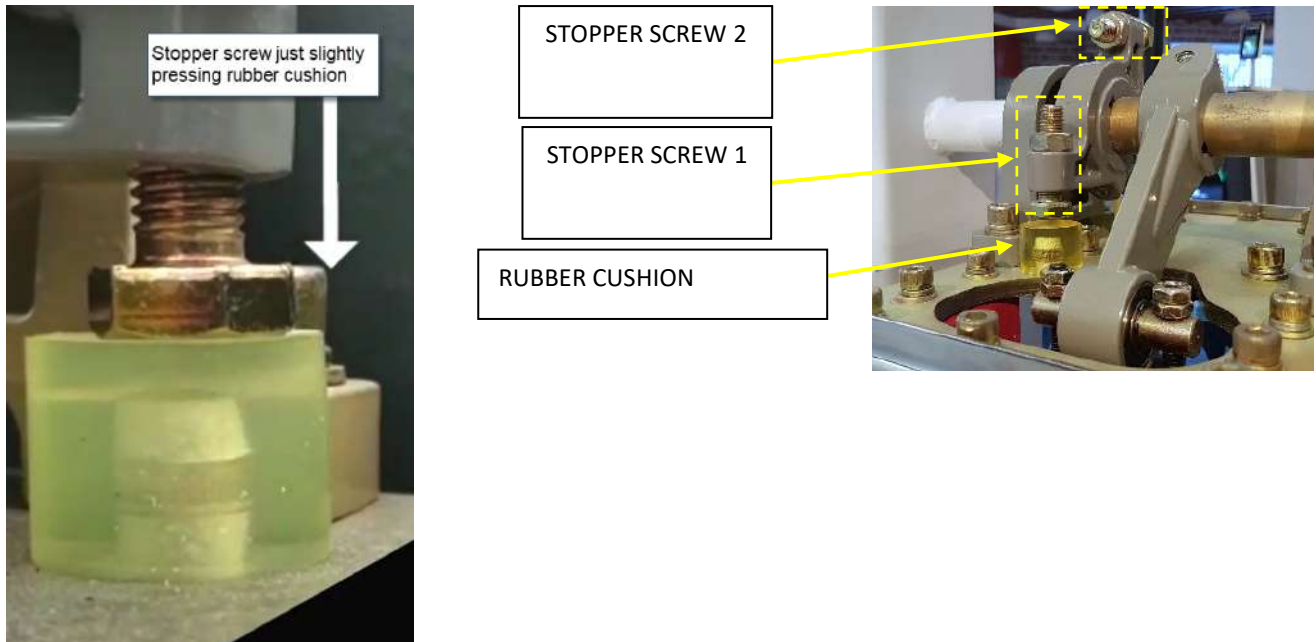 Stopper screw just slightly
pressing rubber cushion
STOPPER SCREW 2
STOPPER SCREW 1
RUBBER CUSHION